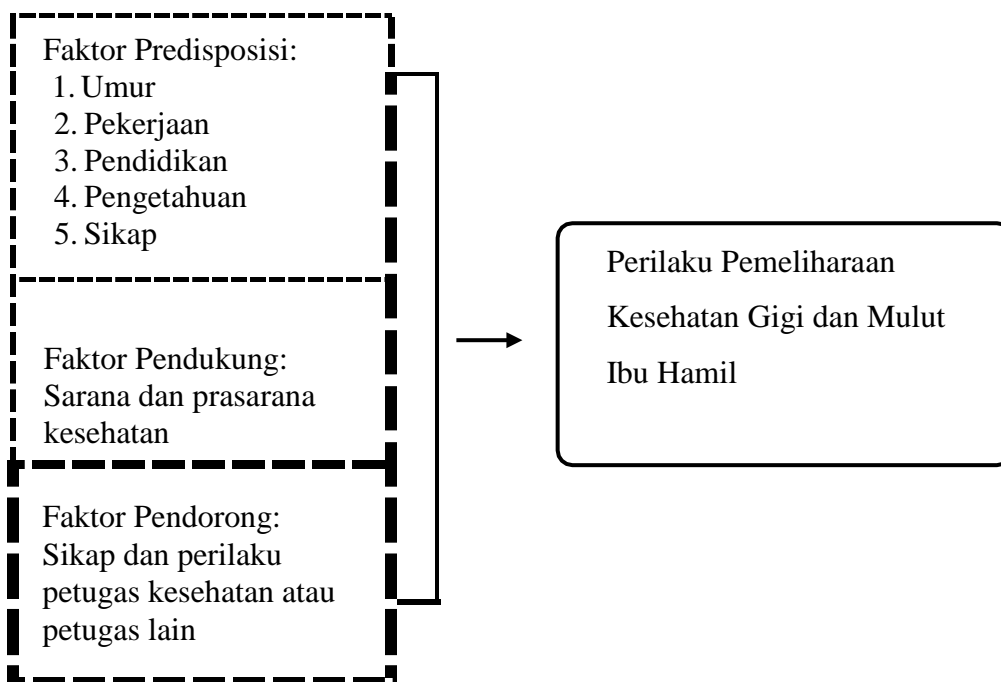 Faktor Predisposisi:
1. Umur
2. Pekerjaan
3. Pendidikan
4. Pengetahuan
5. Sikap
Faktor Pendukung:
Sarana dan prasarana
kesehatan
Faktor Pendorong:
Sikap dan perilaku
petugas kesehatan atau
petugas lain
Perilaku Pemeliharaan
Kesehatan Gigi dan Mulut
Ibu Hamil